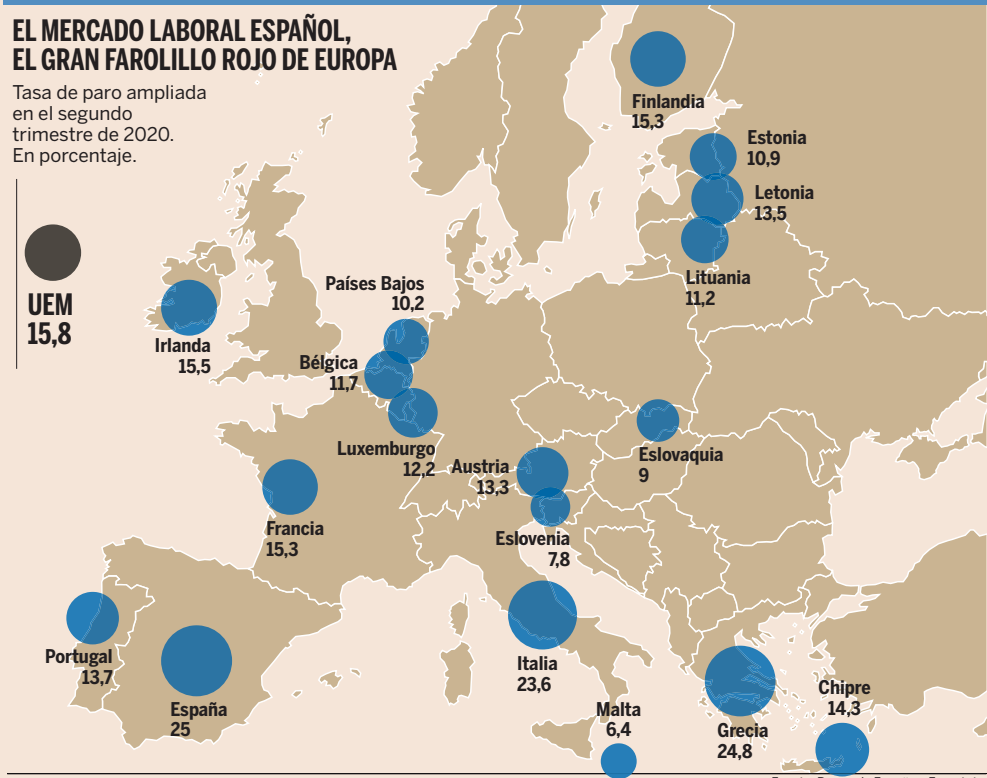 EL MERCADO LABORAL ESPAÑOL,
EL GRAN FAROLILLO ROJO DE EUROPA
Tasa de paro ampliada
en el segundo
trimestre de 2020.
En porcentaje.
UEM
15,8
Finlandia
15,3
Estonia
10,9
Letonia
13,5
Lituania
11,2
Países Bajos
10,2
Irlanda
15,5
Bélgica
11,7
Luxemburgo
12,2
Austria
13,3
Eslovaquia
9
Eslovenia
7,8
Francia
15,3
Portugal
13,7
España
25
Italia
23,6
Malta
6,4
Grecia
24,8
Chipre
14,3